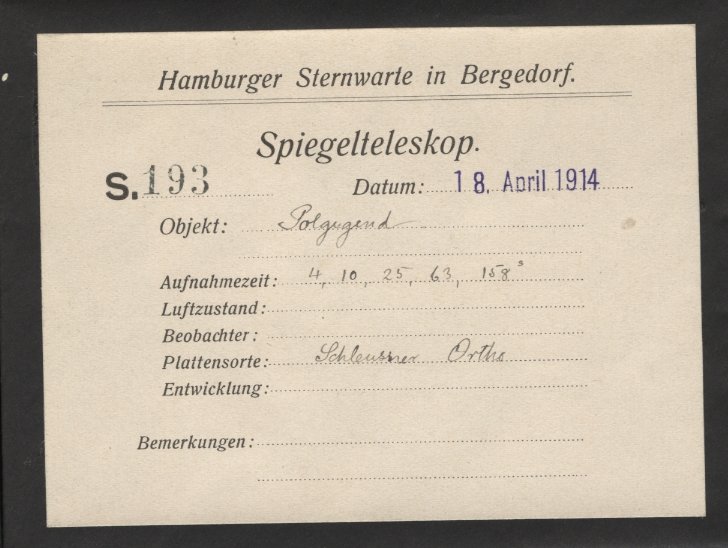 Hamburger Sternwarte in Bergedorf.
Spiegelteleskop.
S. 193 Datum: 18. April 1914
Objekt: Polgegend
Aufnahmezeit: 4, 10, 25, 63, 158 s
Luftzustand:
Beobachter:
Plattensorte: Schleussner Ortho
Entwicklung:
Bemerkungen: